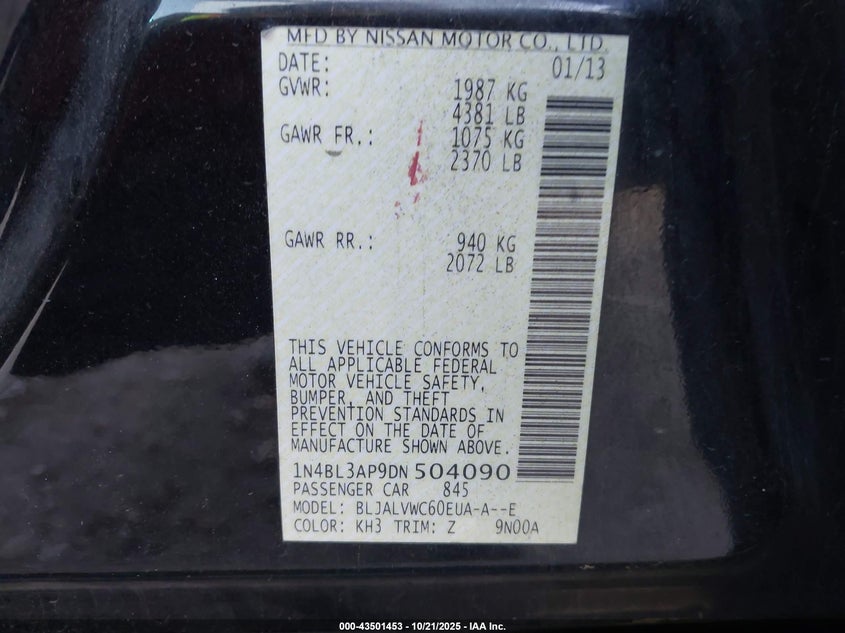 MFD BY NISSAN MOTOR CO., LTD.
DATE: 01/13
GVWR: 1987 KG
4381 LB
GAWR FR.: 1075 KG
2370 LB
GAWR RR.: 940 KG
2072 LB
THIS VEHICLE CONFORMS TO
ALL APPLICABLE FEDERAL
MOTOR VEHICLE SAFETY,
BUMPER, AND THEFT
PREVENTION STANDARDS IN
EFFECT ON THE DATE OF
MANUFACTURE SHOWN ABOVE.
1N4BL3AP9DN504090
PASSENGER CAR 845
MODEL: BLJALVWC60EUA-A--E
COLOR: KH3 TRIM: Z 9N00A
000-43501453 - 10/21/2025 - IAA Inc.